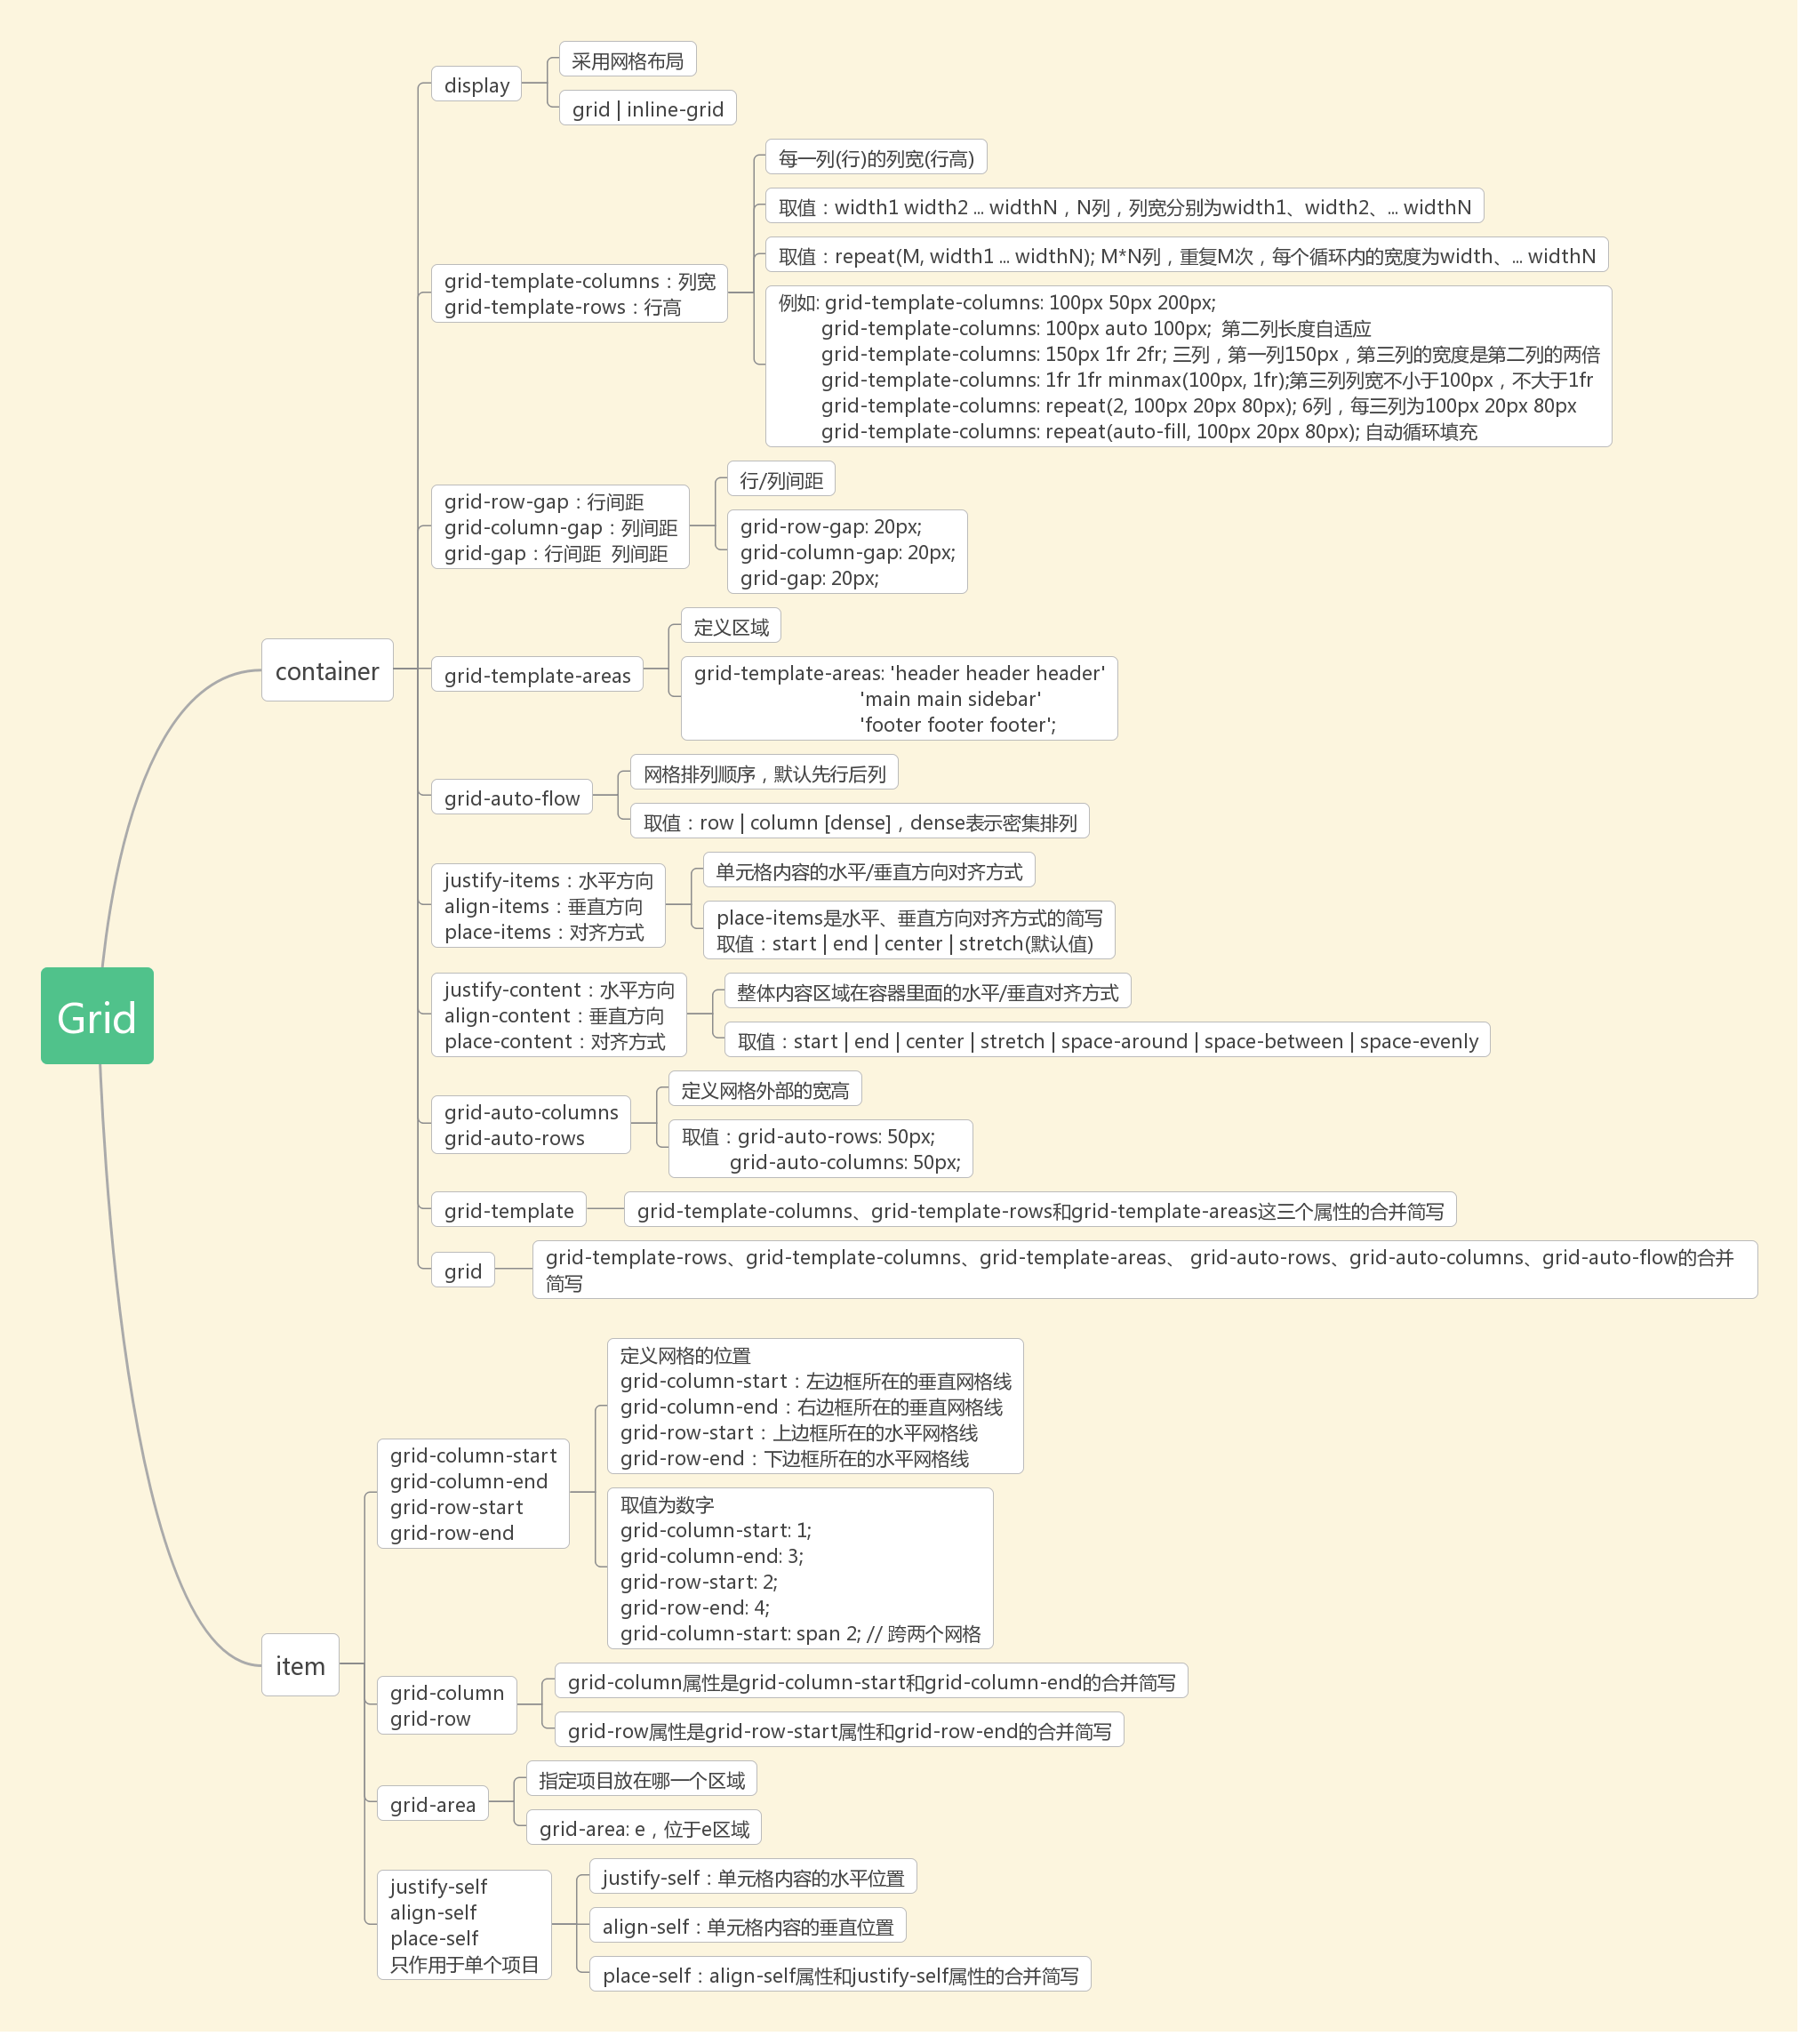 Grid
container
display
采用网格布局
grid | inline-grid
grid-template-columns：列宽
grid-template-rows：行高
每一列(行)的列宽(行高)
取值：width1 width2 ... widthN，N列，列宽分别为width1、width2、... widthN
取值：repeat(M, width1 ... widthN); M*N列，重复M次，每个循环内的宽度为width、... widthN
例如: grid-template-columns: 100px 50px 200px;
grid-template-columns: 100px auto 100px;  第二列长度自适应
grid-template-columns: 150px 1fr 2fr; 三列，第一列150px，第三列的宽度是第二列的两倍
grid-template-columns: 1fr 1fr minmax(100px, 1fr);第三列列宽不小于100px，不大于1fr
grid-template-columns: repeat(2, 100px 20px 80px); 6列，每三列为100px 20px 80px
grid-template-columns: repeat(auto-fill, 100px 20px 80px); 自动循环填充
grid-row-gap：行间距
grid-column-gap：列间距
grid-gap：行间距  列间距
行/列间距
grid-row-gap: 20px;
grid-column-gap: 20px;
grid-gap: 20px;
grid-template-areas
定义区域
grid-template-areas: 'header header header'
'main main sidebar'
'footer footer footer';
grid-auto-flow
网格排列顺序，默认先行后列
取值：row | column [dense]，dense表示密集排列
justify-items：水平方向
align-items：垂直方向
place-items：对齐方式
单元格内容的水平/垂直方向对齐方式
place-items是水平、垂直方向对齐方式的简写
取值：start | end | center | stretch(默认值)
justify-content：水平方向
align-content：垂直方向
place-content：对齐方式
整体内容区域在容器里面的水平/垂直对齐方式
取值：start | end | center | stretch | space-around | space-between | space-evenly
grid-auto-columns
grid-auto-rows
定义网格外部的宽高
取值：grid-auto-rows: 50px;
grid-auto-columns: 50px;
grid-template
grid-template-columns、grid-template-rows和grid-template-areas这三个属性的合并简写
grid
grid-template-rows、grid-template-columns、grid-template-areas、 grid-auto-rows、grid-auto-columns、grid-auto-flow的合并
简写
item
grid-column-start
grid-column-end
grid-row-start
grid-row-end
定义网格的位置
grid-column-start：左边框所在的垂直网格线
grid-column-end：右边框所在的垂直网格线
grid-row-start：上边框所在的水平网格线
grid-row-end：下边框所在的水平网格线
取值为数字
grid-column-start: 1;
grid-column-end: 3;
grid-row-start: 2;
grid-row-end: 4;
grid-column-start: span 2; // 跨两个网格
grid-column
grid-row
grid-column属性是grid-column-start和grid-column-end的合并简写
grid-row属性是grid-row-start属性和grid-row-end的合并简写
grid-area
指定项目放在哪一个区域
grid-area: e，位于e区域
justify-self
align-self
place-self
只作用于单个项目
justify-self：单元格内容的水平位置
align-self：单元格内容的垂直位置
place-self：align-self属性和justify-self属性的合并简写